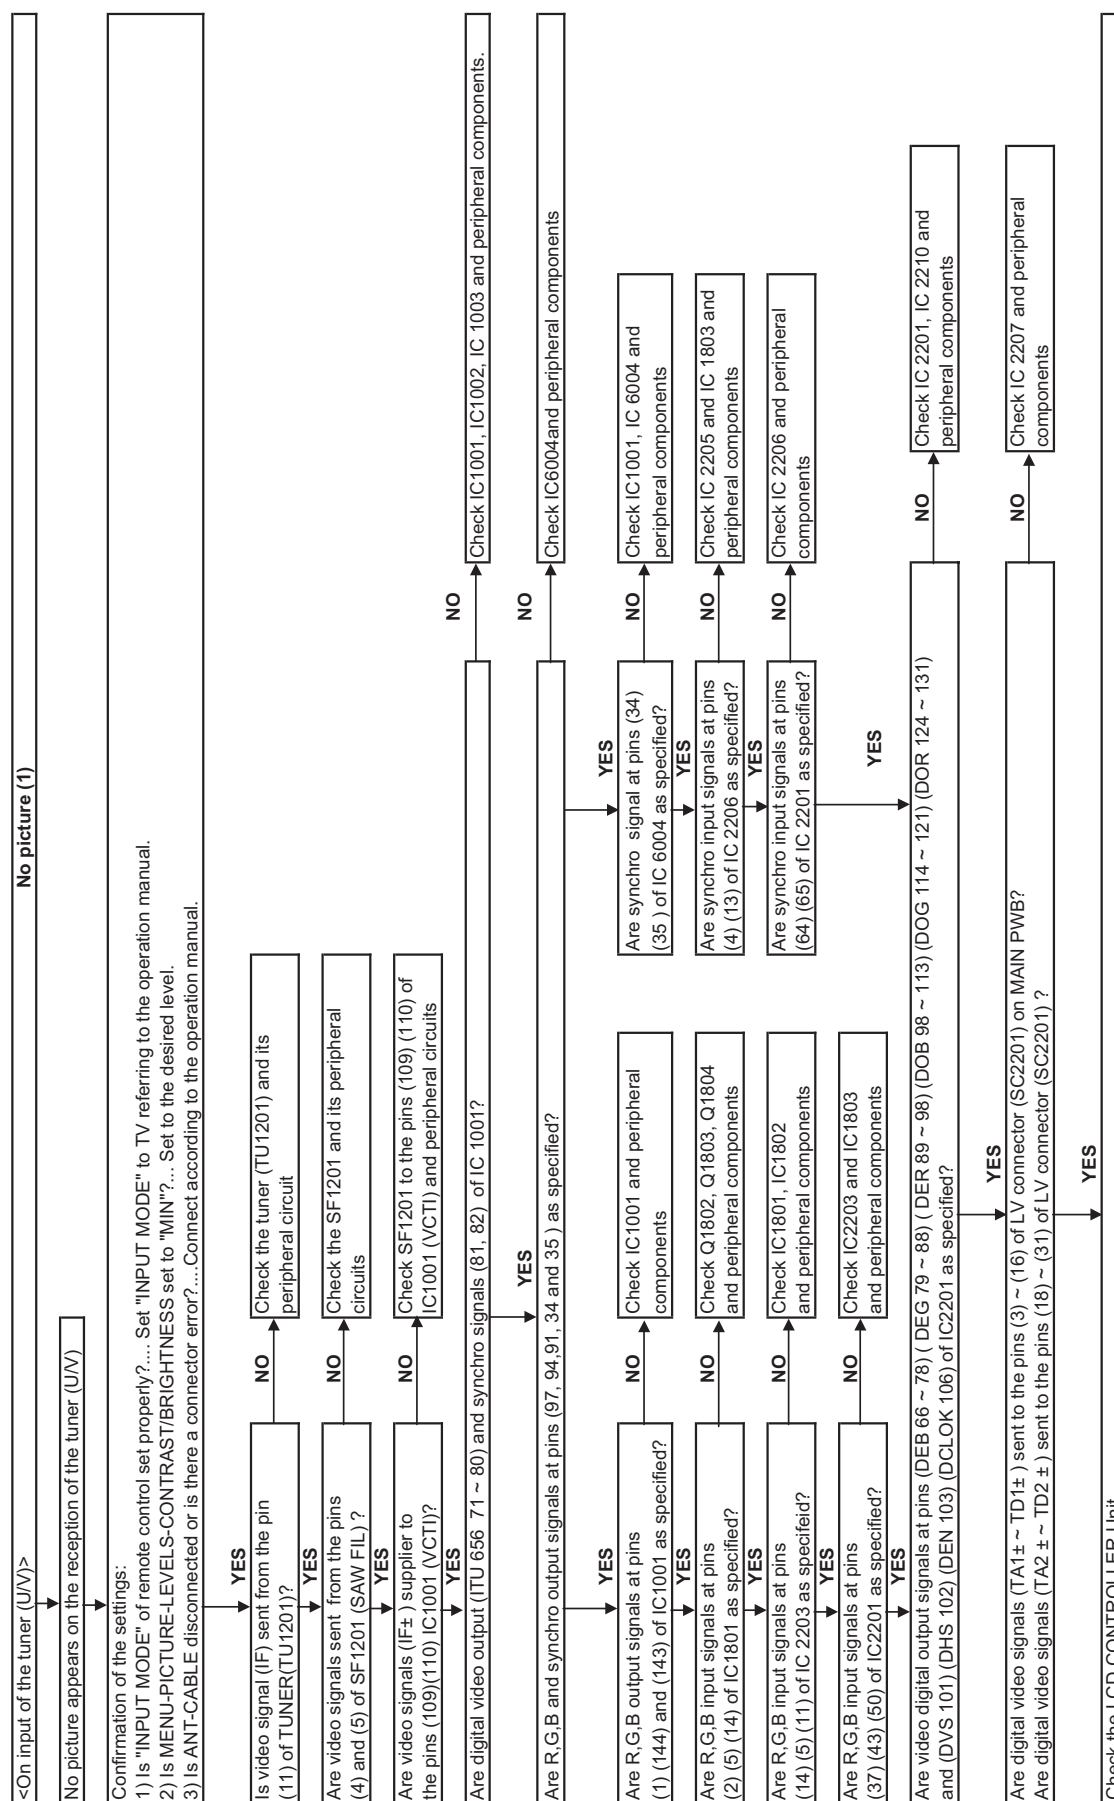 No picture (1)
<On input of the tuner (U/V)>
No picture appears on the reception of the tuner (U/V)
Confirmation of the settings:
1) Is "INPUT MODE" of remote control set properly?.... Set "INPUT MODE" to TV referring to the operation manual.
2) Is MENU-PICTURE-LEVELS-CONTRAST/BRIGHTNESS set to "MIN"?... Set to the desired level.
3) Is ANT-CABLE disconnected or is there a connector error?....Connect according to the operation manual.
YES
Is video signal (IF) sent from the pin
(11) of TUNER(TU1201)?
NO
Check the tuner (TU1201) and its
peripheral circuit
YES
Are video signals sent from the pins
(4) and (5) of SF1201 (SAW FIL) ?
NO
Check the SF1201 and its peripheral
circuits
YES
Are video signals (IF± ) supplier to
the pins (109)(110) IC1001 (VCTI)?
NO
Check SF1201 to the pins (109) (110) of
IC1001 (VCTI) and peripheral circuits
YES
Are digital video output (ITU 656 71 ~ 80) and synchro signals (81, 82) of IC 1001?
NO
Check IC1001, IC1002, IC 1003 and peripheral components.
YES
Are R,G,B and synchro output signals at pins (97, 94,91, 34 and 35 ) as specified?
NO
Check IC6004and peripheral components
YES
Are R,G,B output signals at pins
(1) (144) and (143) of IC1001 as specified?
NO
Check IC1001 and peripheral
components
YES
Are synchro signal at pins (34)
(35 ) of IC 6004 as specified?
NO
Check IC1001, IC 6004 and
peripheral components
YES
Are R,G,B input signals at pins
(2) (5) (14) of IC1801 as specified?
NO
Check Q1802, Q1803, Q1804
and peripheral components
YES
Are synchro input signals at pins
(4) (13) of IC 2206 as specified?
NO
Check IC 2205 and IC 1803 and
peripheral components
YES
Are R,G,B input signals at pins
(14) (5) (11) of IC 2203 as specifeid?
NO
Check IC1801, IC1802
and peripheral components
YES
Are synchro input signals at pins
(64) (65) of IC 2201 as specified?
NO
Check IC 2206 and peripheral
components
YES
Are R,G,B input signals at pins
(37) (43) (50) of IC2201 as specified?
NO
Check IC2203 and IC1803
and peripheral components
YES
YES
Are video digital output signals at pins (DEB 66 ~ 78) ( DEG 79 ~ 88) ( DER 89 ~ 98) (DOB 98 ~ 113) (DOG 114 ~ 121) (DOR 124 ~ 131)
and (DVS 101) (DHS 102) (DEN 103) (DCLOK 106) of IC2201 as specified?
NO
Check IC 2201, IC 2210 and
peripheral components
YES
Are digital video signals (TA1± ~ TD1± ) sent to the pins (3) ~ (16) of LV connector (SC2201) on MAIN PWB?
Are digital video signals (TA2 ± ~ TD2 ± ) sent to the pins (18) ~ (31) of LV connector (SC2201) ?
NO
Check IC 2207 and peripheral
components
YES
Check the LCD CONTROLLER Unit